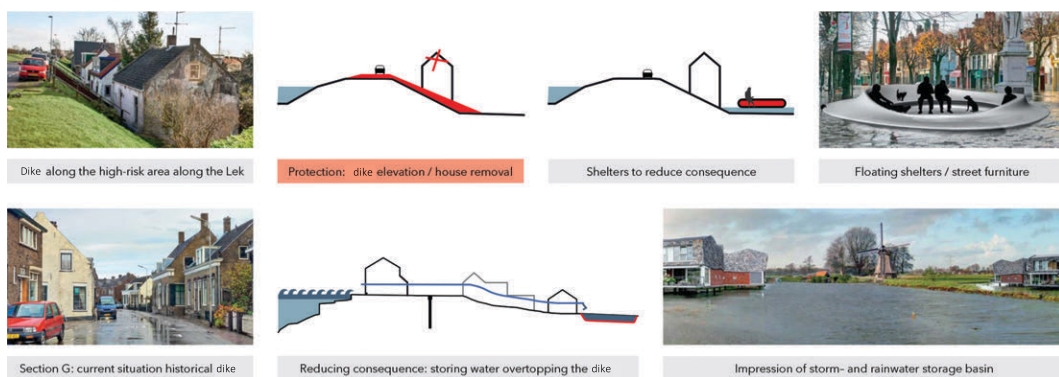 Dike along the high-risk area along the Lek
Protection: dike elevation / house removal
Shelters to reduce consequence
Floating shelters / street furniture
Section G: current situation historical dike
Reducing consequence: storing water overtopping the dike
Impression of storm- and rainwater storage basin